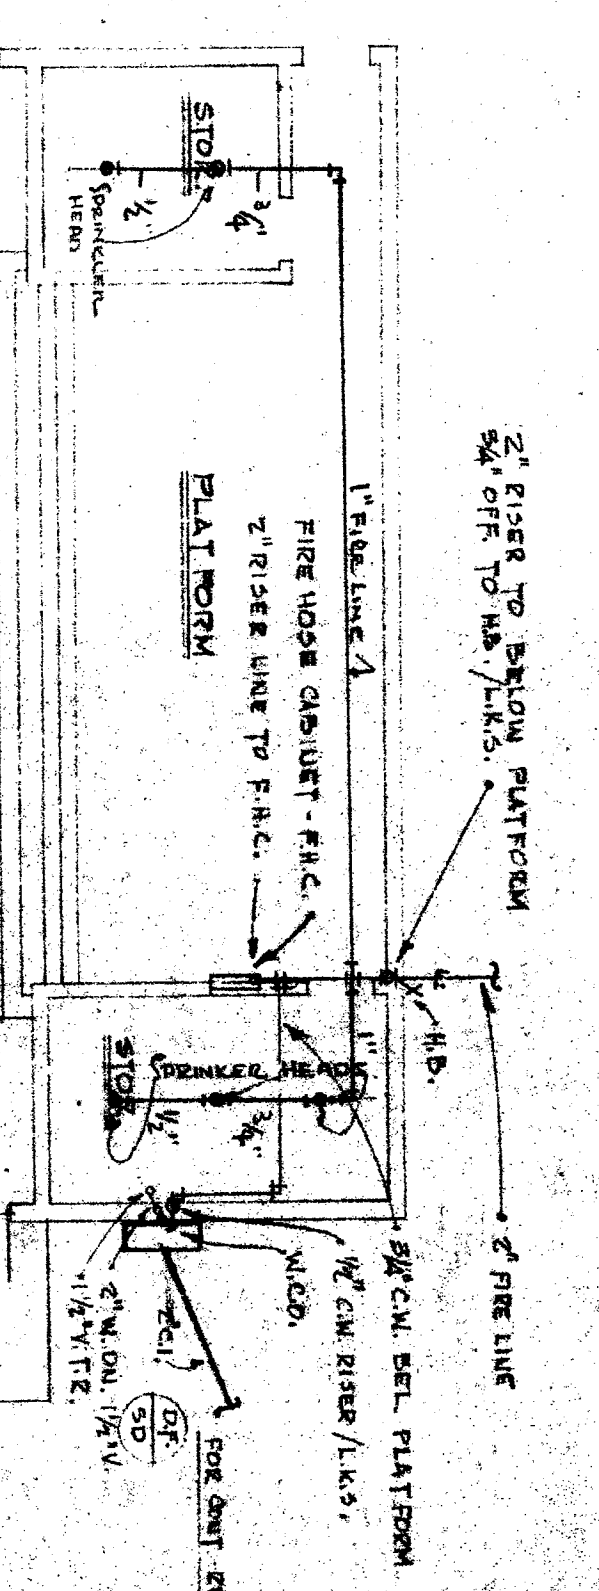 2" RISER TO BELOW PLATFORM
3/4" OFF. TO H.B. / L.K.S.
1" FIRE LINE
FIRE HOSE CABINET - F.H.C.
2" RISER LINE TO F.H.C.
PLATFORM
STOR.
3/4"
1/2"
SPRINKLER
HEAD
H.B.
2" FIRE LINE
1"
SPRINKER HEADS
3/4"
1/2"
STOR
3/4" C.W. BEL. PLATFORM
1/2" C.W. RISER / L.K.S.
W.C.O.
2" C.I.
2" W. DN. 1 1/2" V.
1 1/2" V.T.R.
D.F.
SD
FOR CONT.